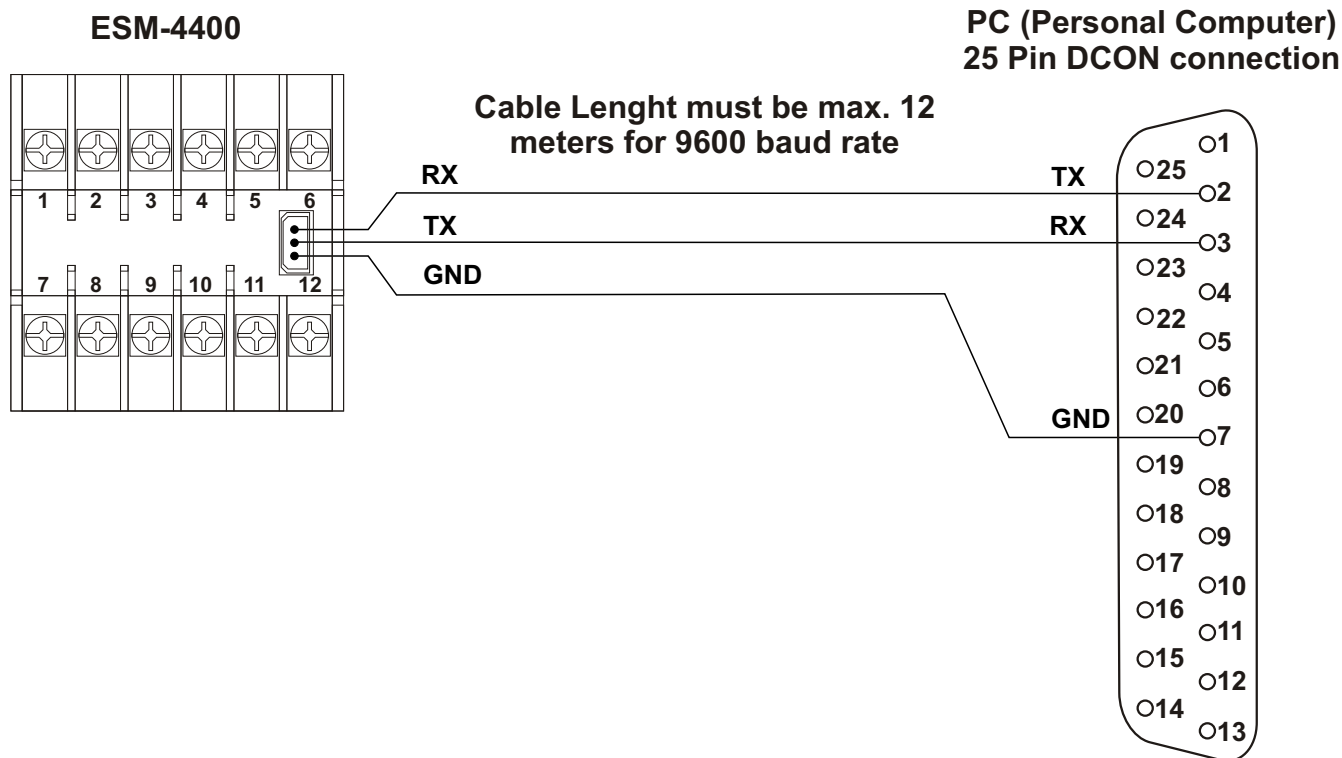 ESM-4400
PC (Personal Computer)
25 Pin DCON connection
Cable Lenght must be max. 12
meters for 9600 baud rate
RX
TX
GND
TX
RX
GND
1 2 3 4 5 6
7 8 9 10 11 12
1
2
3
4
5
6
7
8
9
10
11
12
13
25
24
23
22
21
20
19
18
17
16
15
14